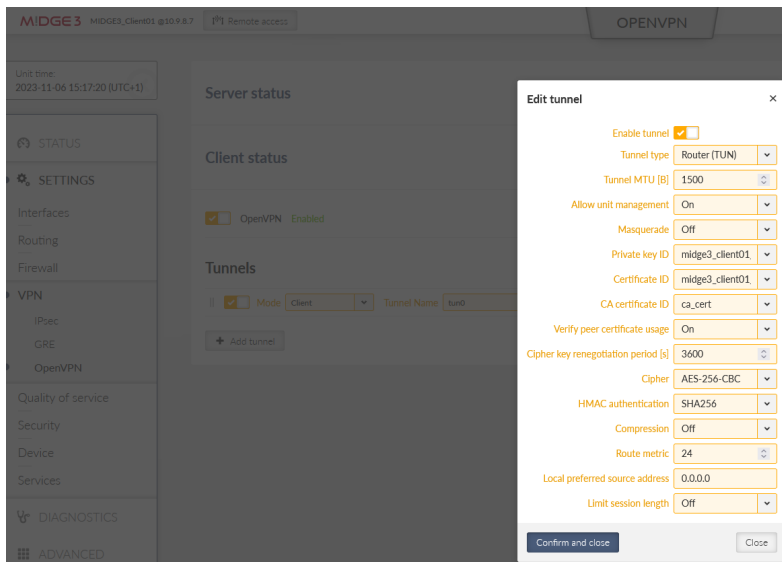 M!DGE3 MIDGE3_Client01 @10.9.8.7 Remote access
OPENVPN
Unit time:
2023-11-06 15:17:20 (UTC+1)
STATUS
SETTINGS
Interfaces
Routing
Firewall
VPN
IPsec
GRE
OpenVPN
Quality of service
Security
Device
Services
DIAGNOSTICS
ADVANCED
Server status
Client status
OpenVPN Enabled
Tunnels
Mode Client Tunnel Name tun0
+ Add tunnel
Edit tunnel ×
Enable tunnel
Tunnel type Router (TUN)
Tunnel MTU [B] 1500
Allow unit management On
Masquerade Off
Private key ID midge3_client01.
Certificate ID midge3_client01.
CA certificate ID ca_cert
Verify peer certificate usage On
Cipher key renegotiation period [s] 3600
Cipher AES-256-CBC
HMAC authentication SHA256
Compression Off
Route metric 24
Local preferred source address 0.0.0.0
Limit session length Off
Confirm and close Close